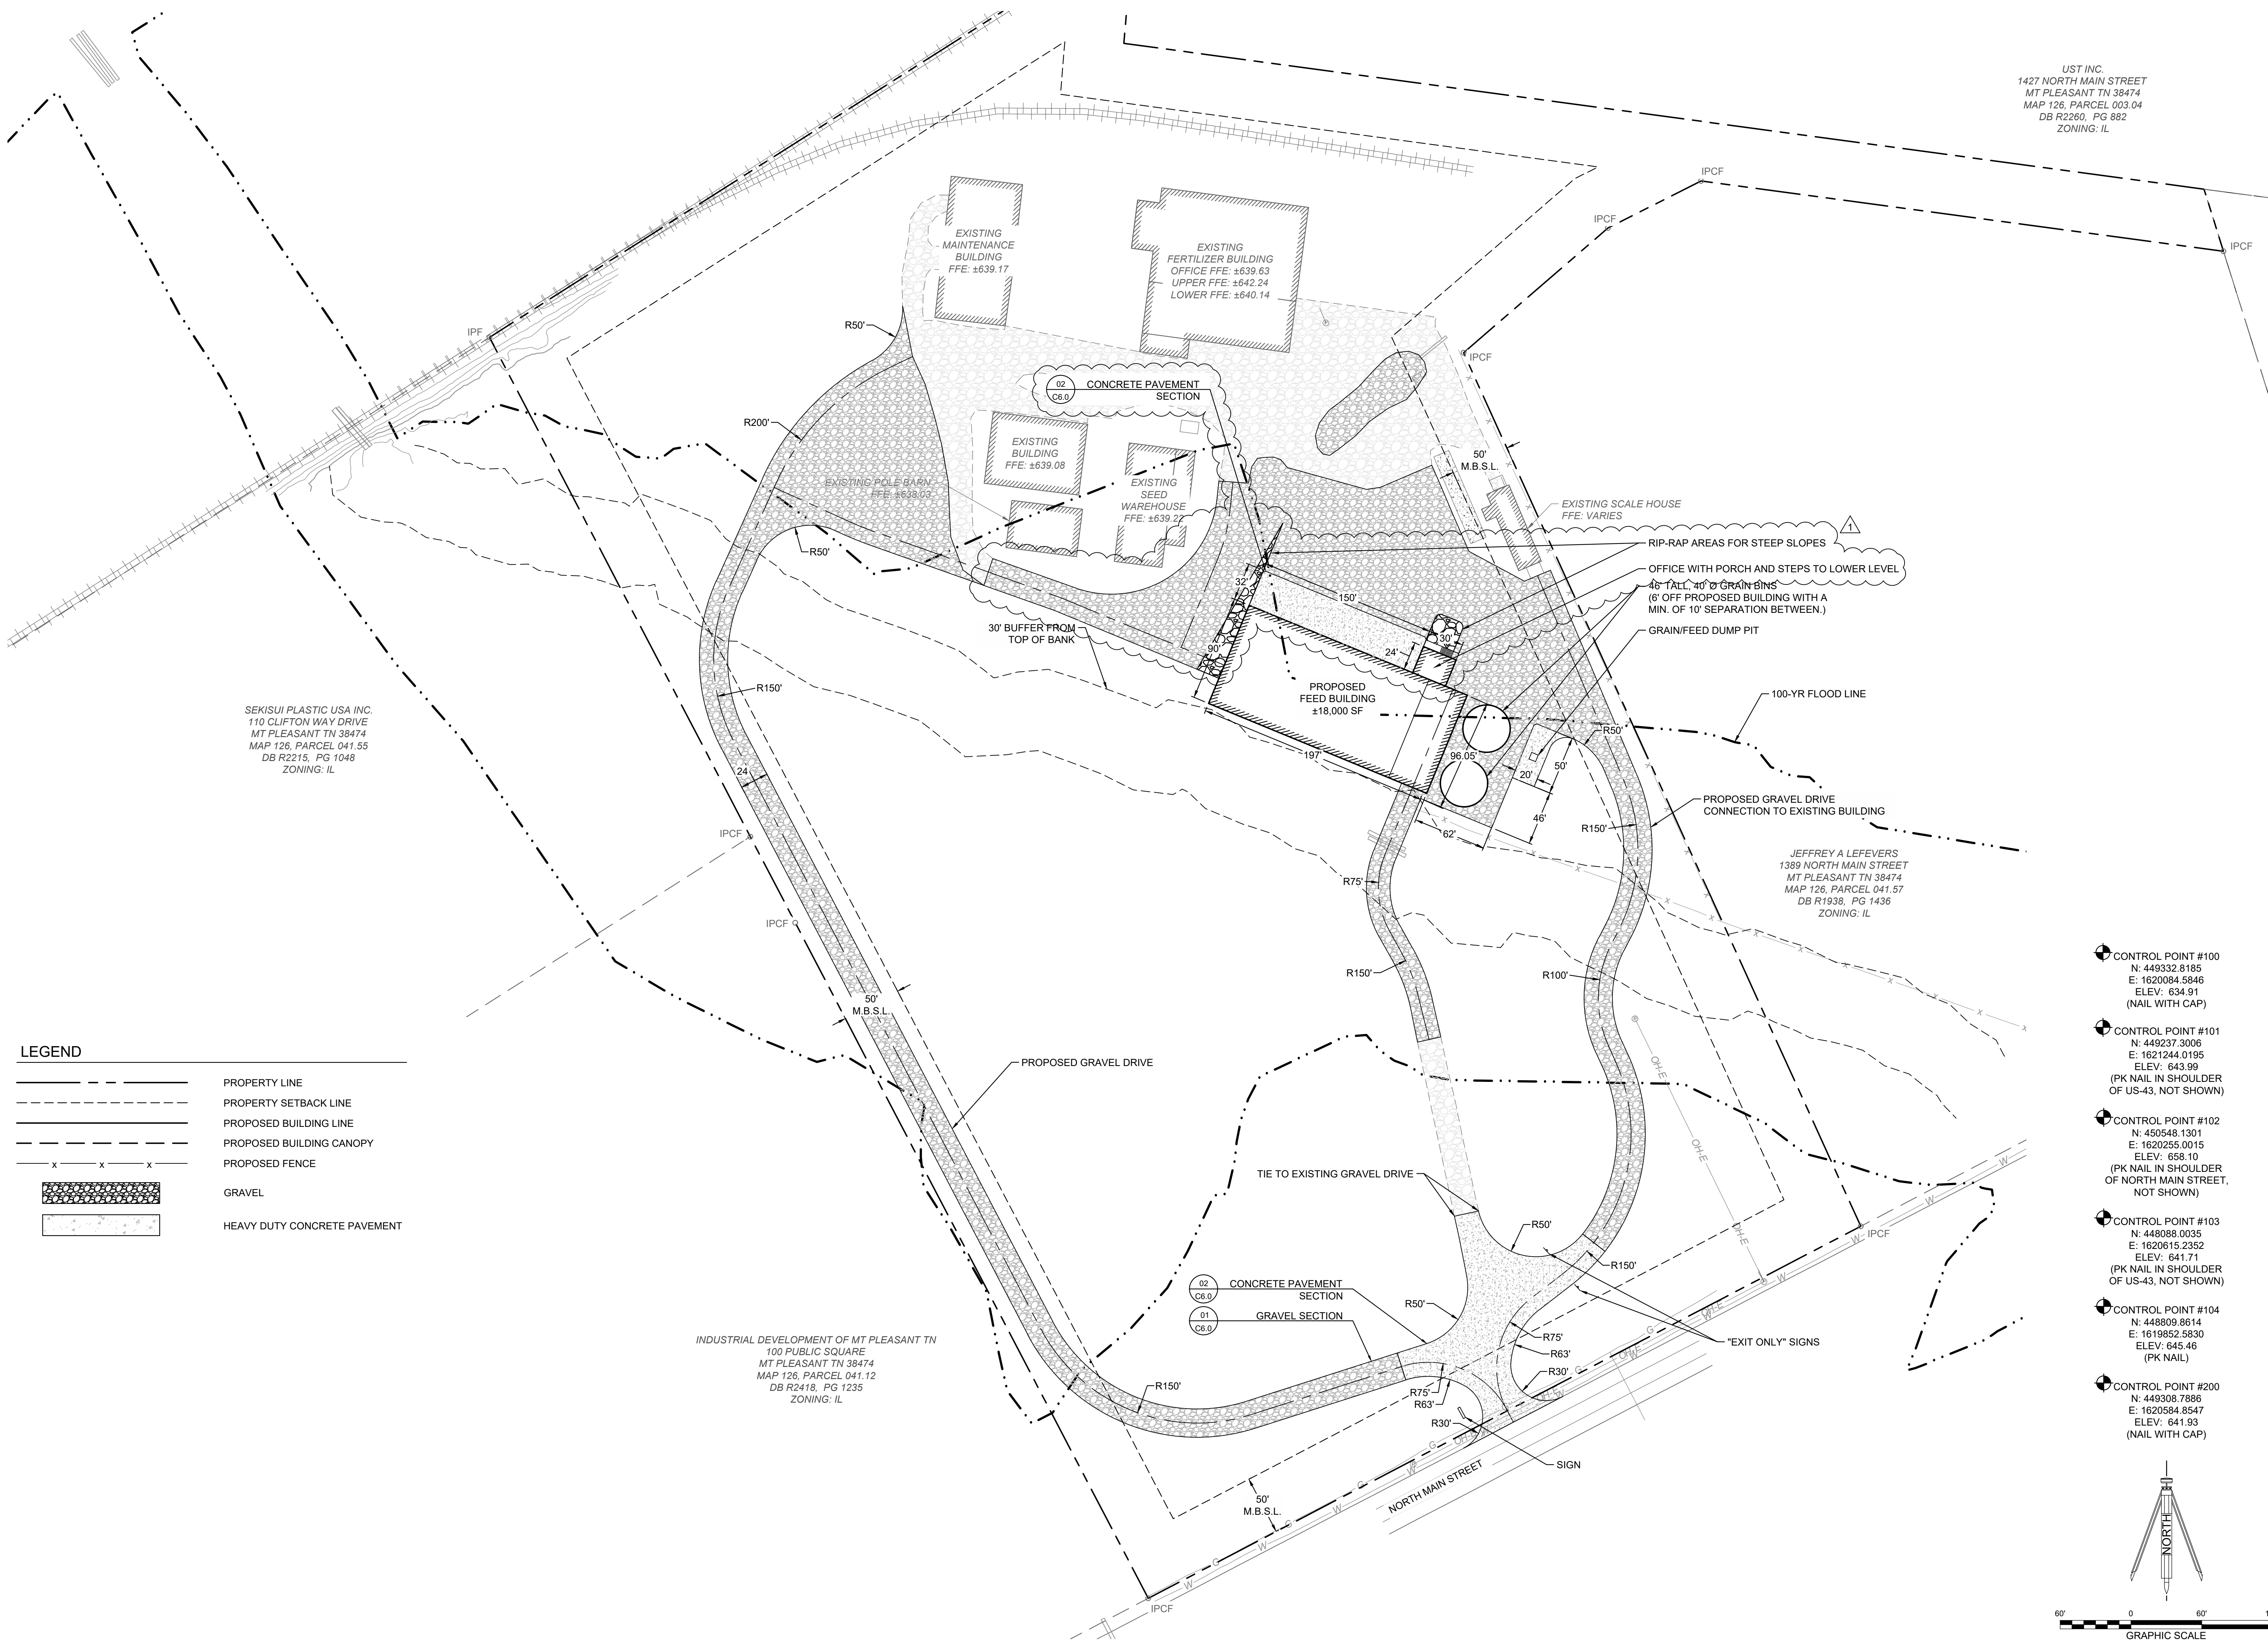 UST INC.
1427 NORTH MAIN STREET
MT PLEASANT TN 38474
MAP 126, PARCEL 003.04
DB R2260, PG 882
ZONING: IL
IPCF
IPCF
IPCF
EXISTING
MAINTENANCE
BUILDING
FFE: ±639.17
EXISTING
FERTILIZER BUILDING
OFFICE FFE: ±639.63
UPPER FFE: ±642.24
LOWER FFE: ±640.14
IPF
R50'
IPCF
02
C6.0
CONCRETE PAVEMENT
SECTION
R200'
EXISTING
BUILDING
FFE: ±639.08
50'
M.B.S.L.
EXISTING POLE BARN
FFE: ±638.03
EXISTING
SEED
WAREHOUSE
FFE: ±639.22
EXISTING SCALE HOUSE
FFE: VARIES
1
R50'
RIP-RAP AREAS FOR STEEP SLOPES
OFFICE WITH PORCH AND STEPS TO LOWER LEVEL
46' TALL, 40' Ø GRAIN BINS
(6' OFF PROPOSED BUILDING WITH A
MIN. OF 10' SEPARATION BETWEEN.)
GRAIN/FEED DUMP PIT
32'
150'
30'
24'
90'
30' BUFFER FROM
TOP OF BANK
PROPOSED
FEED BUILDING
±18,000 SF
R150'
100-YR FLOOD LINE
SEKISUI PLASTIC USA INC.
110 CLIFTON WAY DRIVE
MT PLEASANT TN 38474
MAP 126, PARCEL 041.55
DB R2215, PG 1048
ZONING: IL
R50'
197'
96.05'
20'
50'
24'
46'
62'
PROPOSED GRAVEL DRIVE
CONNECTION TO EXISTING BUILDING
R150'
IPCF
JEFFREY A LEFEVERS
1389 NORTH MAIN STREET
MT PLEASANT TN 38474
MAP 126, PARCEL 041.57
DB R1938, PG 1436
ZONING: IL
R75'
IPCF
x x x x x x
R150'
R100'
50'
M.B.S.L.
CONTROL POINT #100
N: 449332.8185
E: 1620084.5846
ELEV: 634.91
(NAIL WITH CAP)
CONTROL POINT #101
N: 449237.3006
E: 1621244.0195
ELEV: 643.99
(PK NAIL IN SHOULDER
OF US-43, NOT SHOWN)
CONTROL POINT #102
N: 450548.1301
E: 1620255.0015
ELEV: 658.10
(PK NAIL IN SHOULDER
OF NORTH MAIN STREET,
NOT SHOWN)
CONTROL POINT #103
N: 448088.0035
E: 1620615.2352
ELEV: 641.71
(PK NAIL IN SHOULDER
OF US-43, NOT SHOWN)
CONTROL POINT #104
N: 448809.8614
E: 1619852.5830
ELEV: 645.46
(PK NAIL)
CONTROL POINT #200
N: 449308.7886
E: 1620584.8547
ELEV: 641.93
(NAIL WITH CAP)
LEGEND
PROPERTY LINE
PROPERTY SETBACK LINE
PROPOSED BUILDING LINE
PROPOSED BUILDING CANOPY
x x x PROPOSED FENCE
GRAVEL
HEAVY DUTY CONCRETE PAVEMENT
PROPOSED GRAVEL DRIVE
OH-E
OH-E
OH-E
TIE TO EXISTING GRAVEL DRIVE
R50'
R150'
IPCF
02
C6.0
CONCRETE PAVEMENT
SECTION
01
C6.0
GRAVEL SECTION
R50'
R75'
R63'
R30'
"EXIT ONLY" SIGNS
INDUSTRIAL DEVELOPMENT OF MT PLEASANT TN
100 PUBLIC SQUARE
MT PLEASANT TN 38474
MAP 126, PARCEL 041.12
DB R2418, PG 1235
ZONING: IL
R150'
R75'
R63'
R30'
SIGN
NORTH MAIN STREET
50'
M.B.S.L.
G G G G G
W W W W W
OH-E
IPCF
NORTH
60' 0 60'
GRAPHIC SCALE